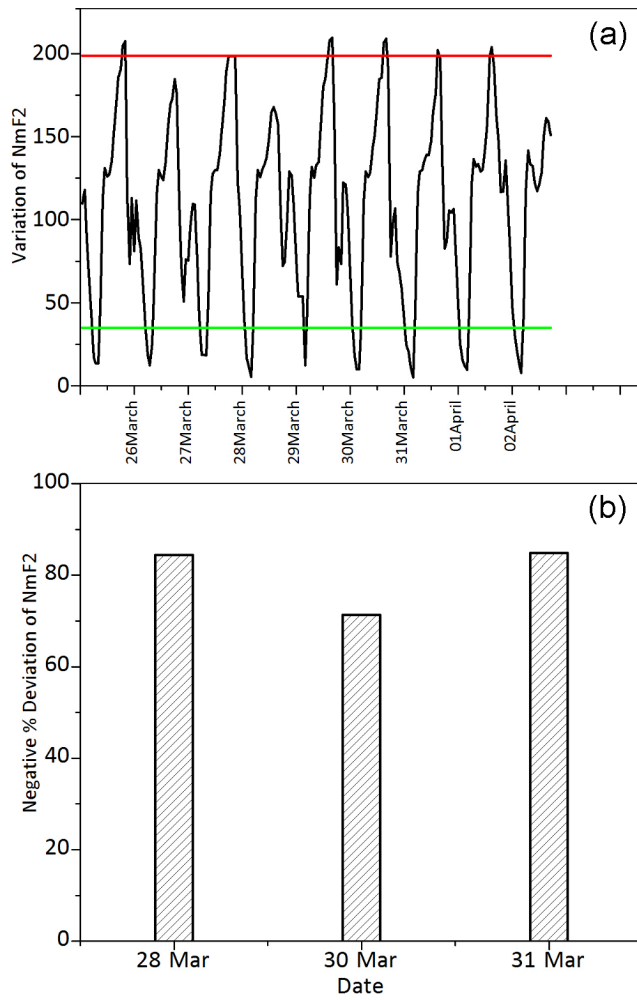 (a)
Variation of NmF2
200
150
100
50
0
26March
27March
28March
29March
30March
31March
01April
02April
(b)
Negative % Deviation of NmF2
100
80
60
40
20
0
28 Mar
30 Mar
31 Mar
Date